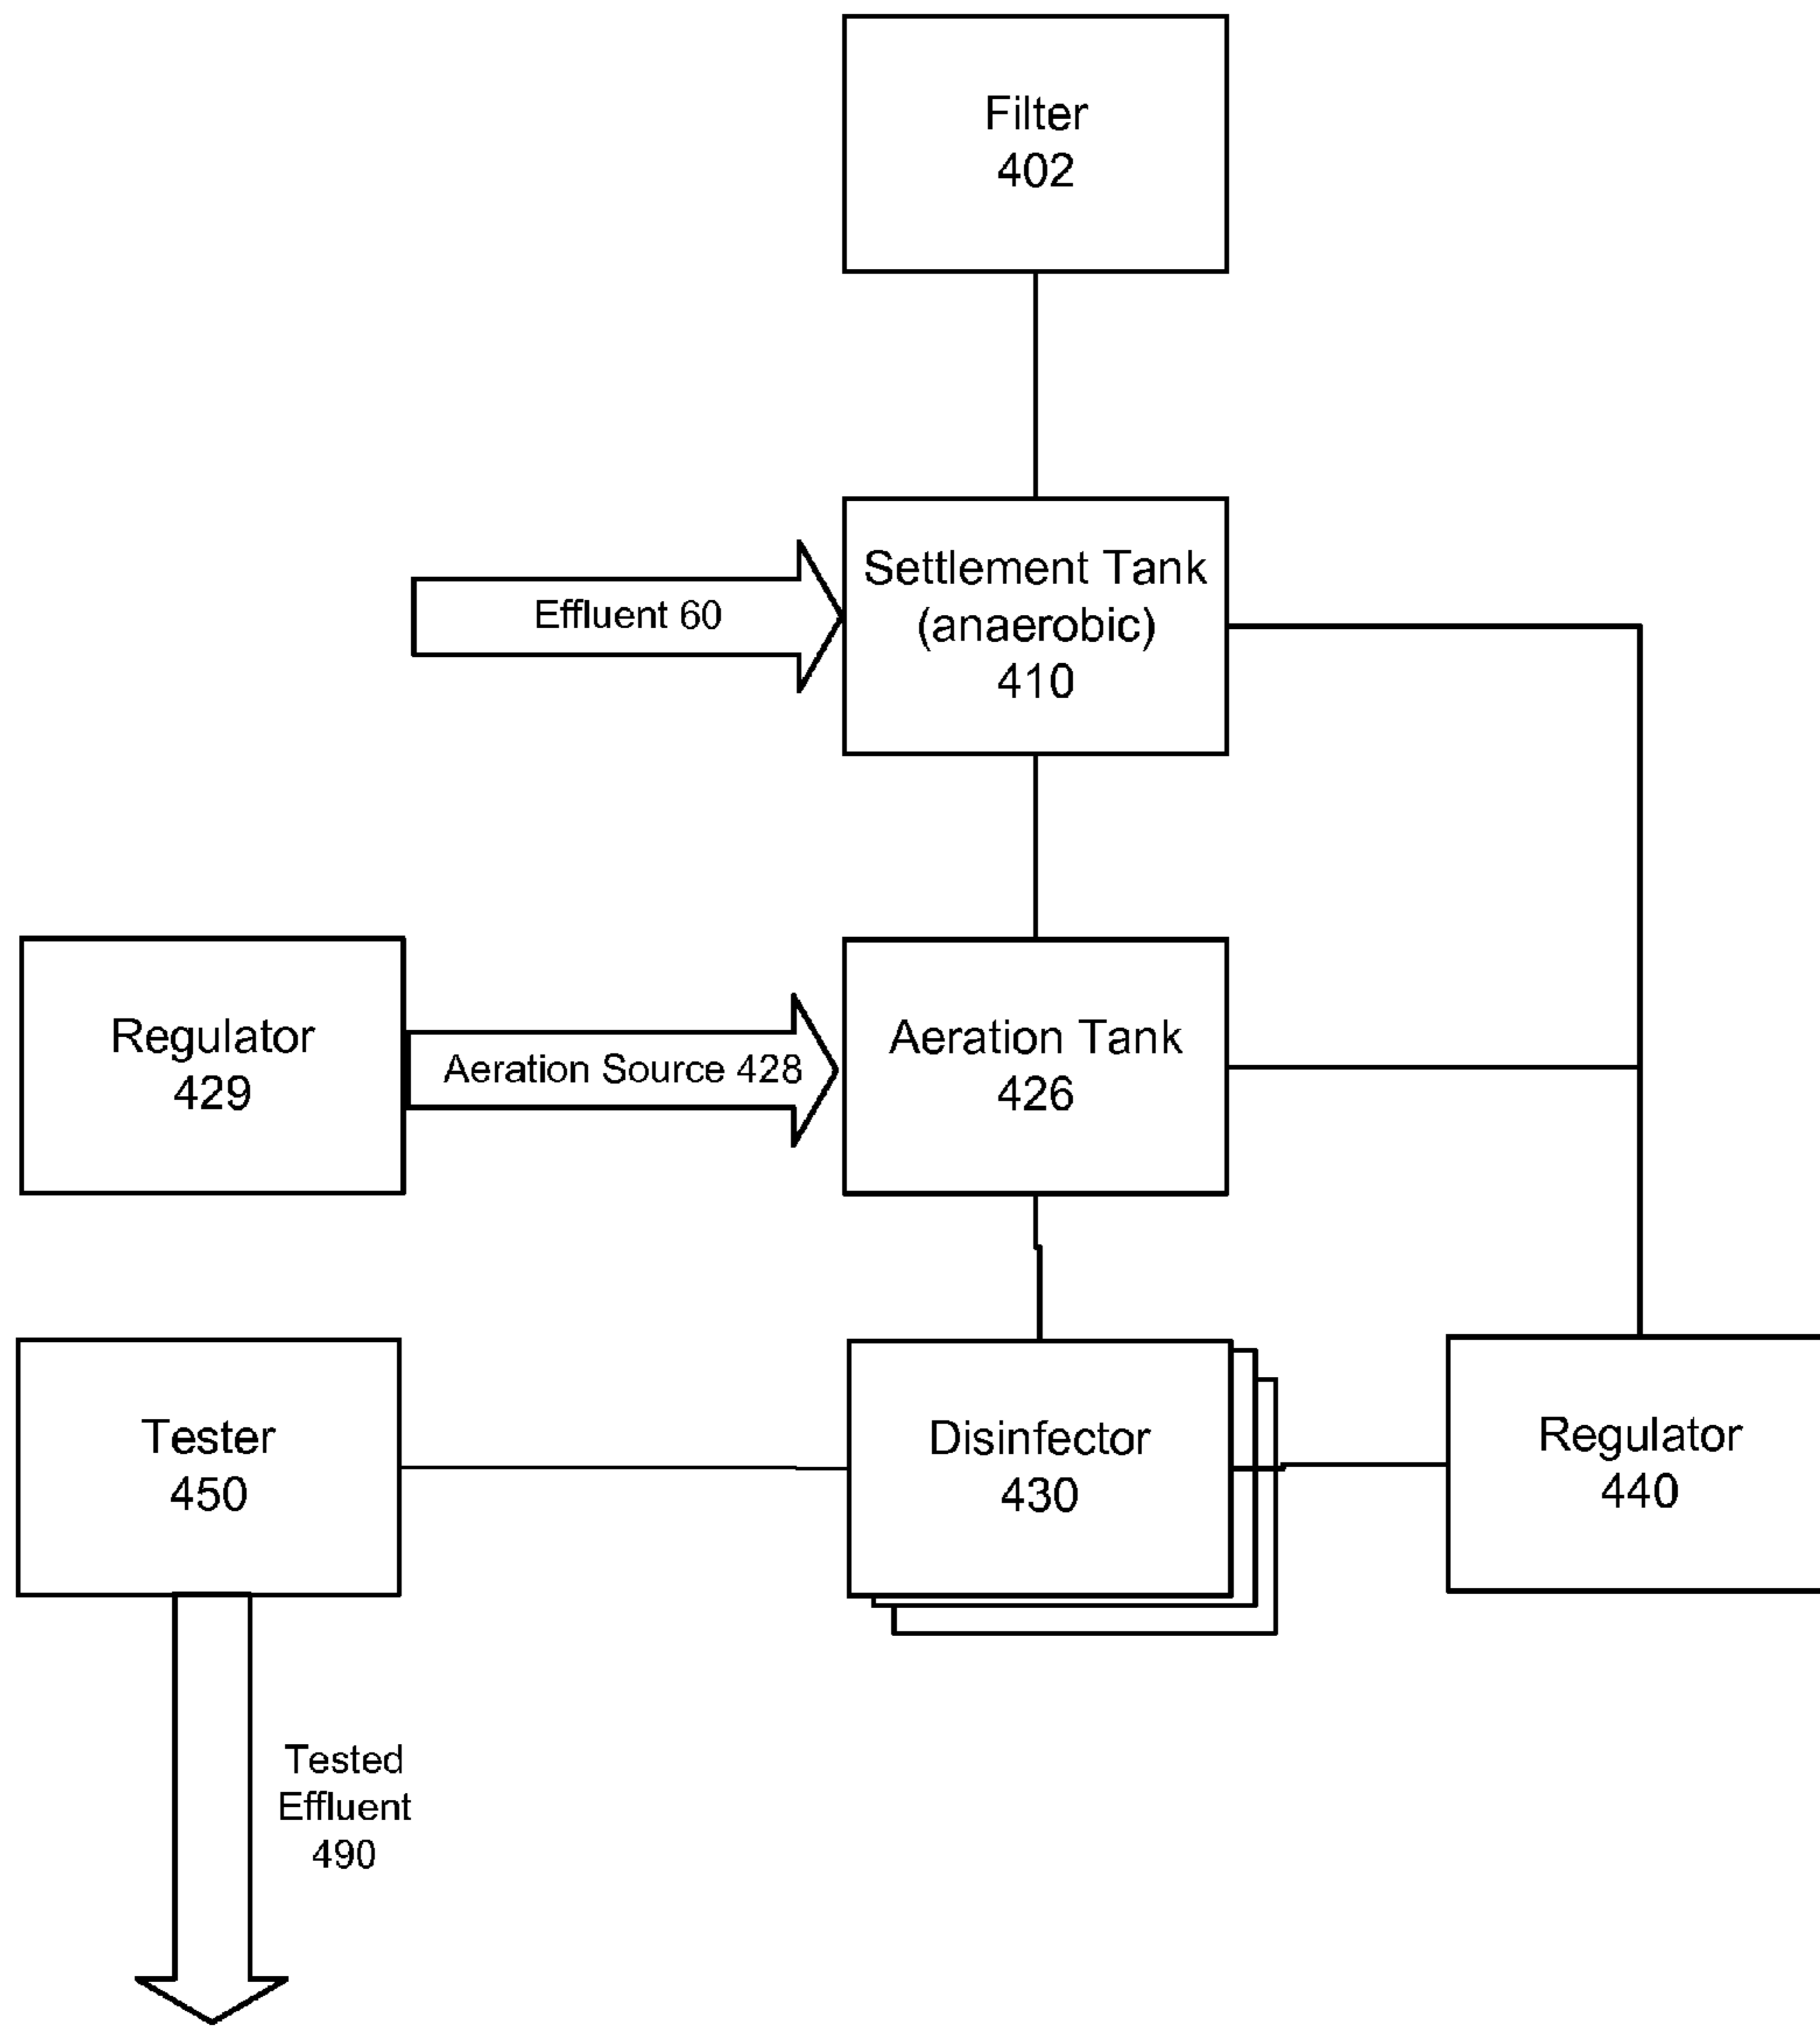 Filter
402
Settlement Tank
(anaerobic)
410
Effluent 60
Regulator
429
Aeration Source 428
Aeration Tank
426
Tester
450
Disinfector
430
Regulator
440
Tested
Effluent
490